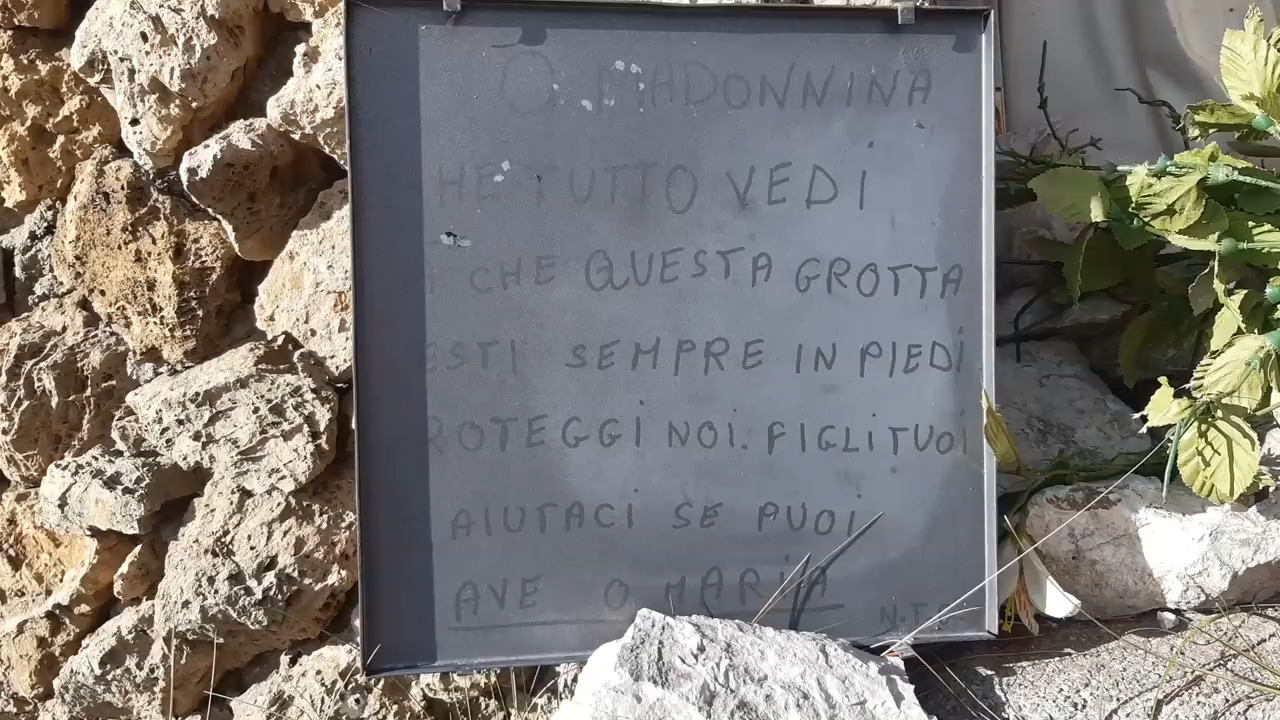 O MADONNINA
HE TUTTO VEDI
CHE QUESTA GROTTA
ESTI SEMPRE IN PIEDI
ROTEGGI NOI. FIGLI TUOI
AIUTACI SE PUOI
AVE O MARIA
N.T.